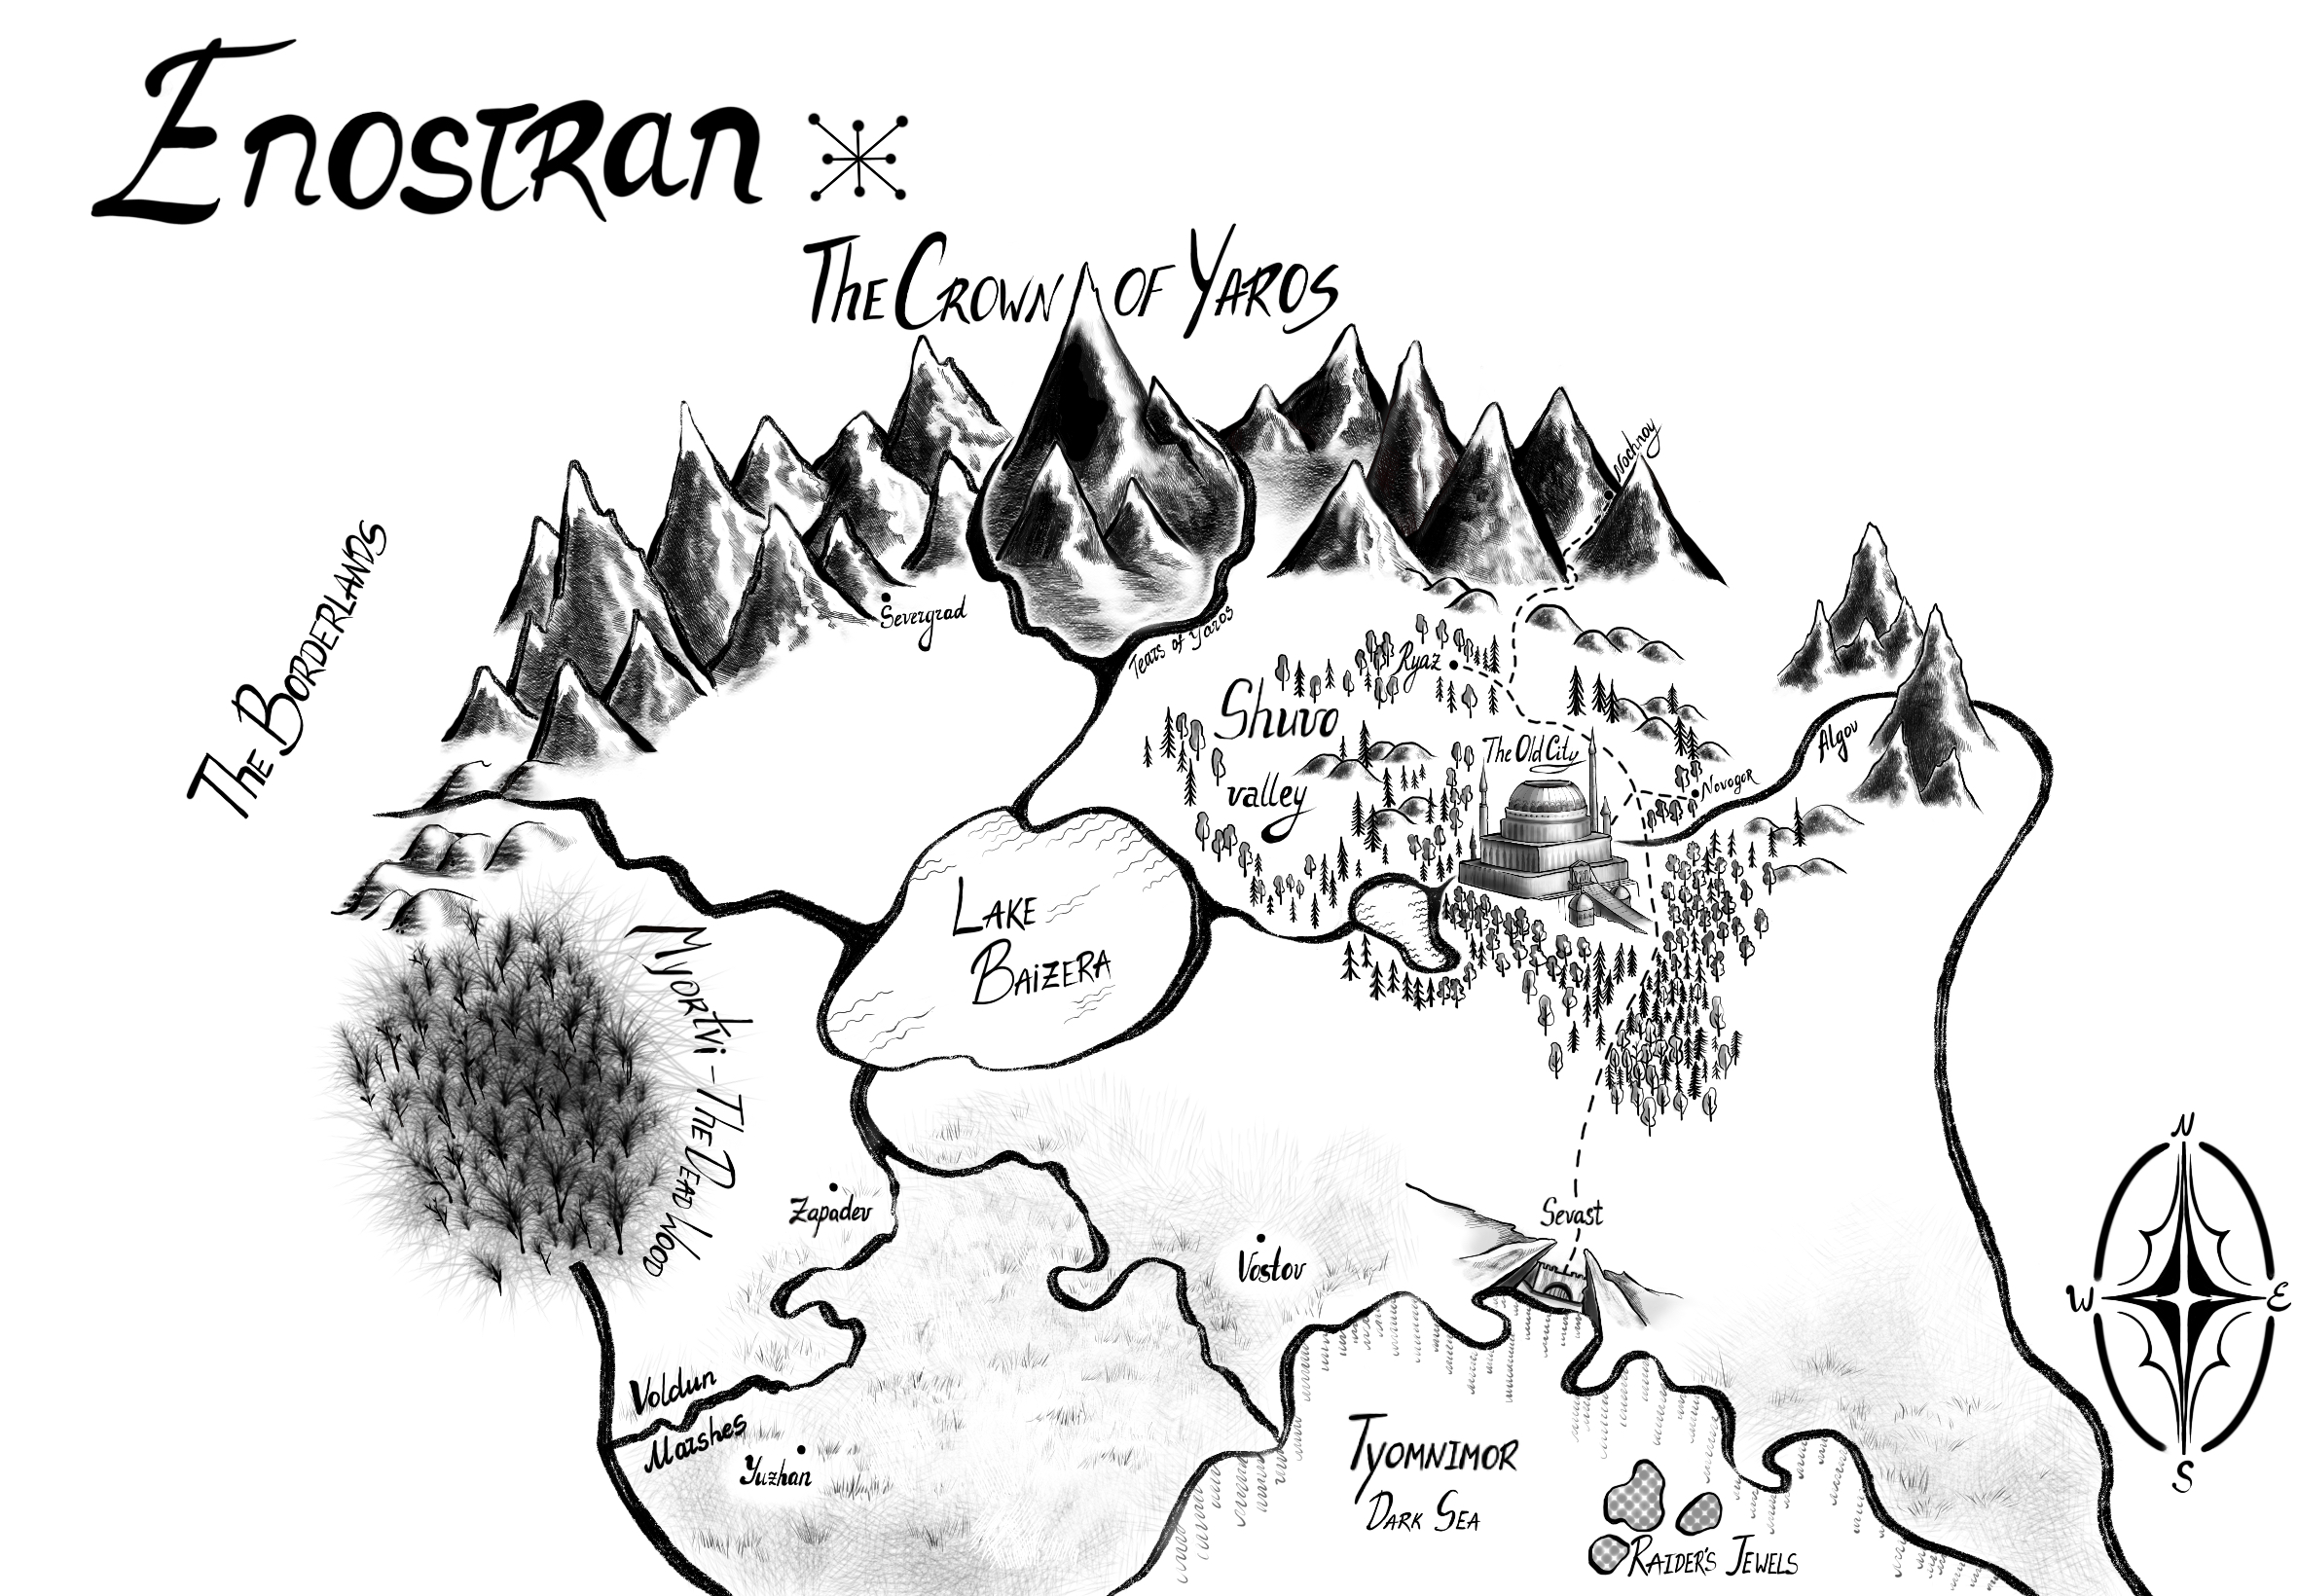 Enostran
The Crown of Yaros
Nochnoy
The Borderlands
Severgrad
Tears of Yaros
Ryaz
Shuvo
valley
The Old City
Algov
Novogor
Lake
Baizera
Myortvi - The Dead Wood
Zapadev
Sevast
Vostov
Voldun
Marshes
Yuzhan
Tyomnimor
Dark Sea
Raider's Jewels
N
W
E
S